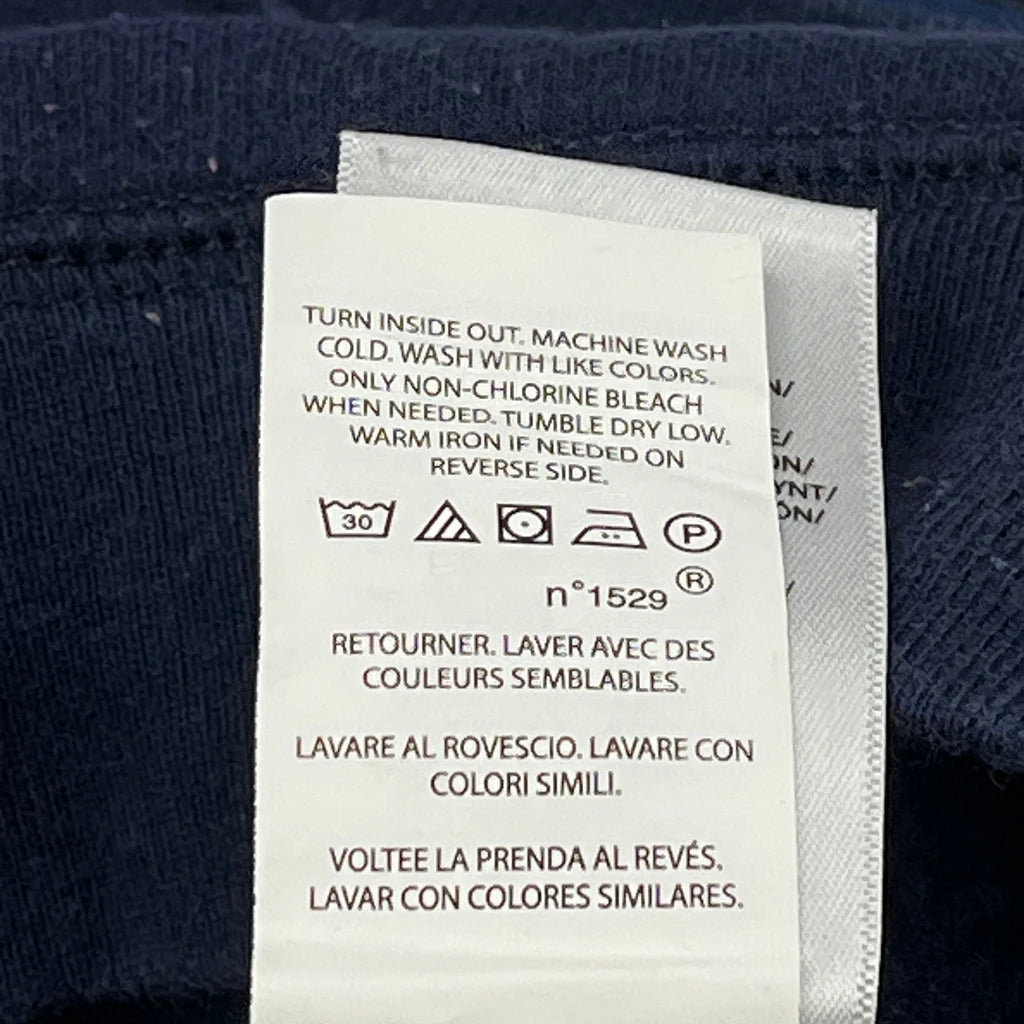 TURN INSIDE OUT. MACHINE WASH
COLD. WASH WITH LIKE COLORS.
ONLY NON-CHLORINE BLEACH
WHEN NEEDED. TUMBLE DRY LOW.
WARM IRON IF NEEDED ON
REVERSE SIDE.
30 P
n°1529 ®
RETOURNER. LAVER AVEC DES
COULEURS SEMBLABLES.
LAVARE AL ROVESCIO. LAVARE CON
COLORI SIMILI.
VOLTEE LA PRENDA AL REVÉS.
LAVAR CON COLORES SIMILARES.